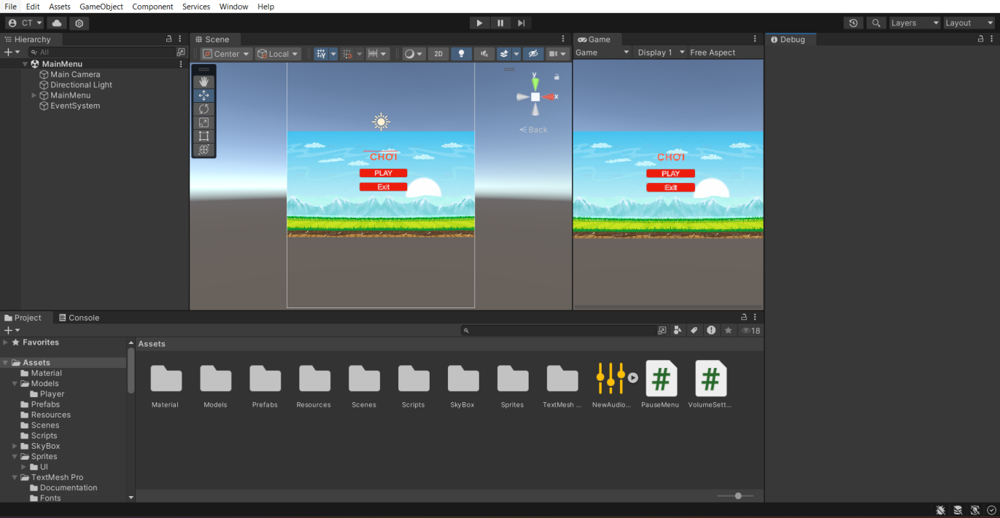 File Edit Assets GameObject Component Services Window Help
CT
Layers Layout
Hierarchy
All
MainMenu
Main Camera
Directional Light
MainMenu
EventSystem
Scene
Center Local 2D
y
x
Back
CHƠI
PLAY
Exit
Game
Game Display 1 Free Aspect
CHƠI
PLAY
Exit
Debug
Project Console
18
Favorites
Assets
Material
Models
Player
Prefabs
Resources
Scenes
Scripts
SkyBox
Sprites
UI
TextMesh Pro
Documentation
Fonts
Assets
Material Models Prefabs Resources Scenes Scripts SkyBox Sprites TextMesh ... NewAudio... PauseMenu VolumeSett...